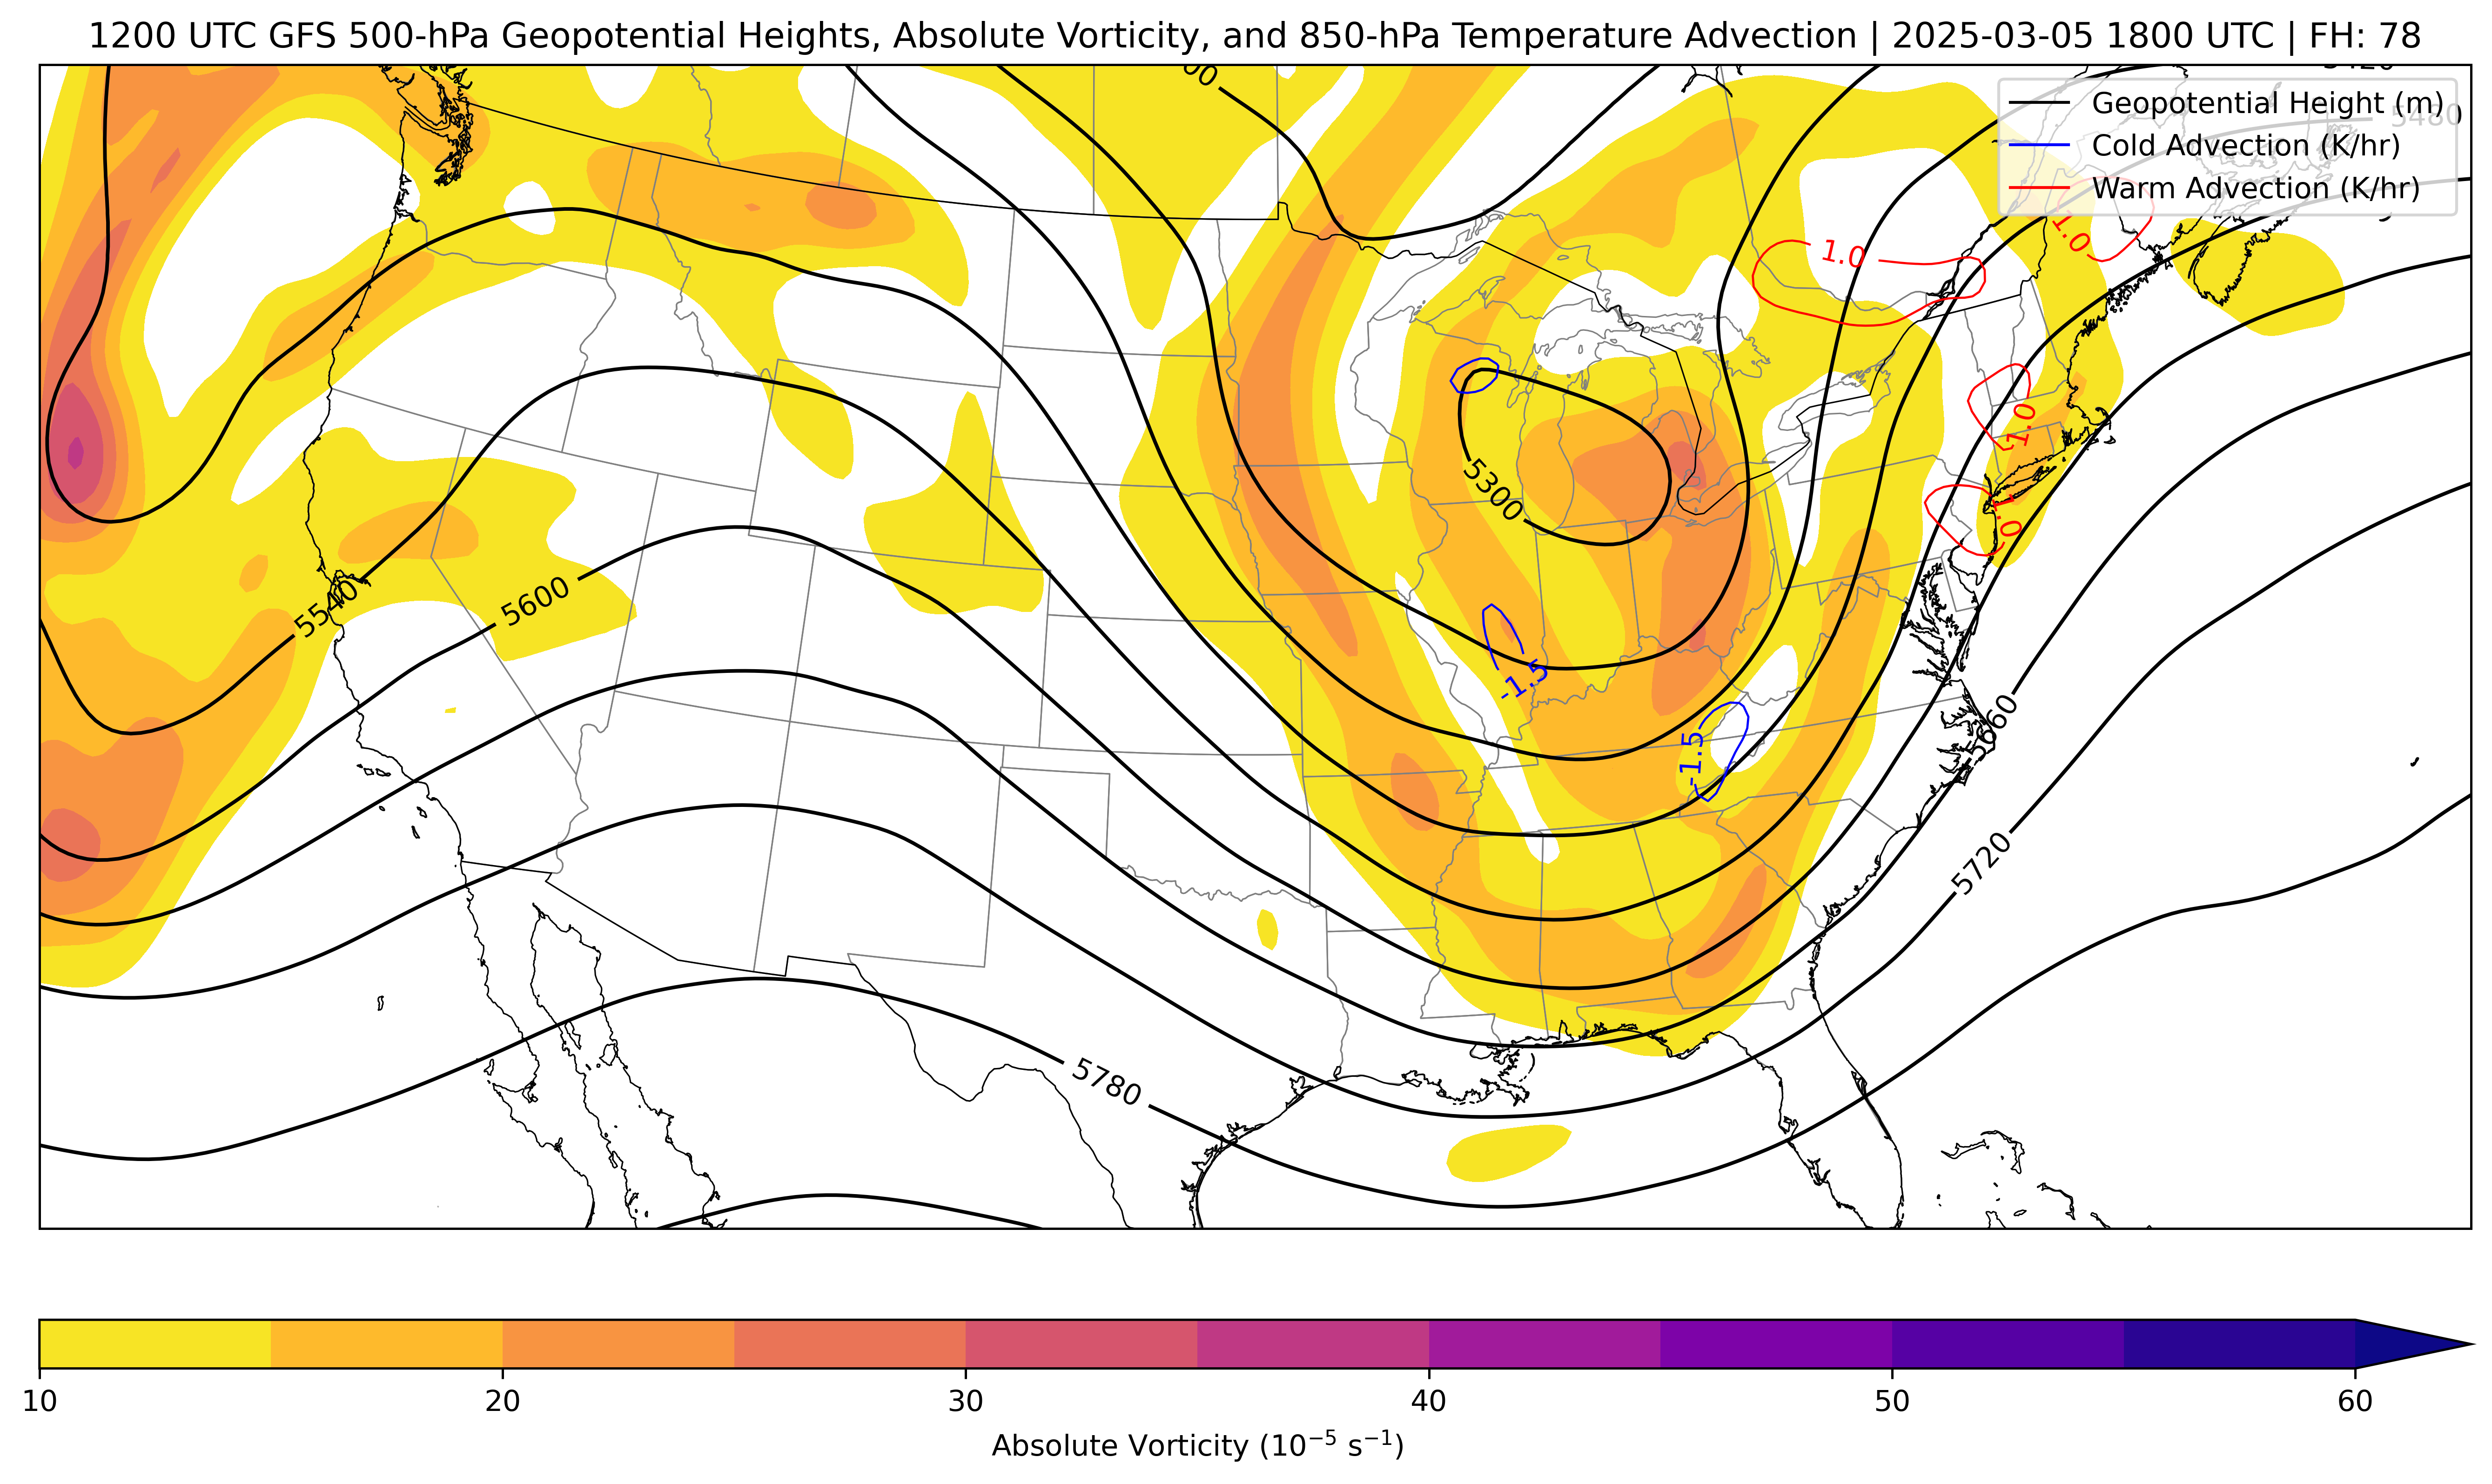 1200 UTC GFS 500-hPa Geopotential Heights, Absolute Vorticity, and 850-hPa Temperature Advection | 2025-03-05 1800 UTC | FH: 78
Geopotential Height (m)
Cold Advection (K/hr)
Warm Advection (K/hr)
5480
1.0
1.0
1.0
1.0
5300
5540
5600
-1.5
-1.5
5660
5720
5780
10 20 30 40 50 60
Absolute Vorticity (10⁻⁵ s⁻¹)